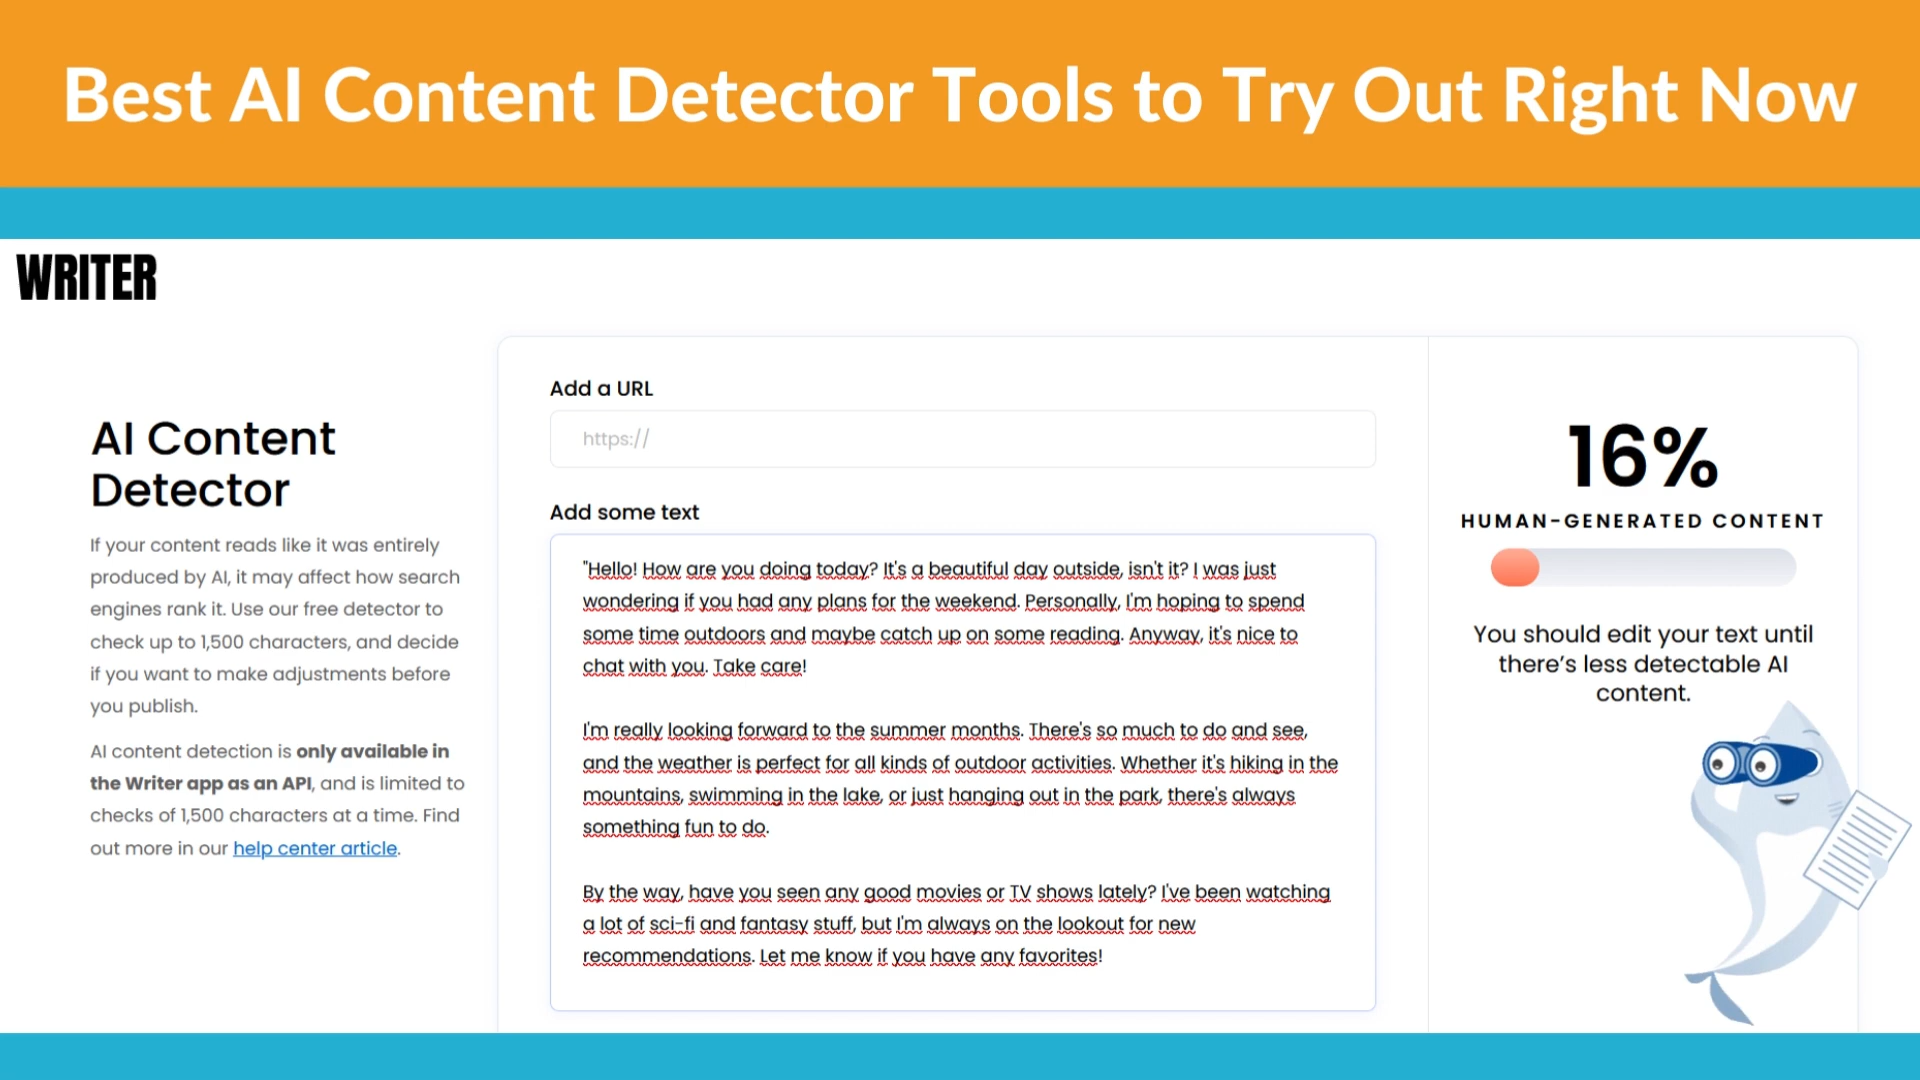 Best AI Content Detector Tools to Try Out Right Now
WRITER
AI Content
Detector
If your content reads like it was entirely
produced by AI, it may affect how search
engines rank it. Use our free detector to
check up to 1,500 characters, and decide
if you want to make adjustments before
you publish.
AI content detection is only available in
the Writer app as an API, and is limited to
checks of 1,500 characters at a time. Find
out more in our help center article.
Add a URL
https://
Add some text
"Hello! How are you doing today? It's a beautiful day outside, isn't it? I was just
wondering if you had any plans for the weekend. Personally, I'm hoping to spend
some time outdoors and maybe catch up on some reading. Anyway, it's nice to
chat with you. Take care!
I'm really looking forward to the summer months. There's so much to do and see,
and the weather is perfect for all kinds of outdoor activities. Whether it's hiking in the
mountains, swimming in the lake, or just hanging out in the park, there's always
something fun to do.
By the way, have you seen any good movies or TV shows lately? I've been watching
a lot of sci-fi and fantasy stuff, but I'm always on the lookout for new
recommendations. Let me know if you have any favorites!
16%
HUMAN-GENERATED CONTENT
You should edit your text until
there’s less detectable AI
content.